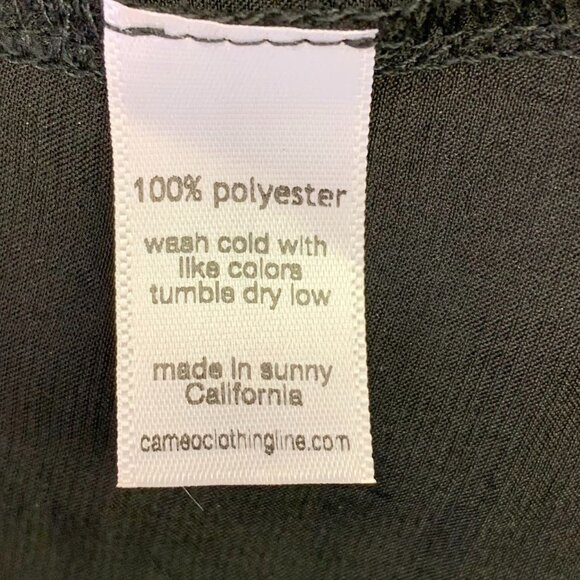 100% polyester
wash cold with
like colors
tumble dry low
made in sunny
California
cameoclothingline.com